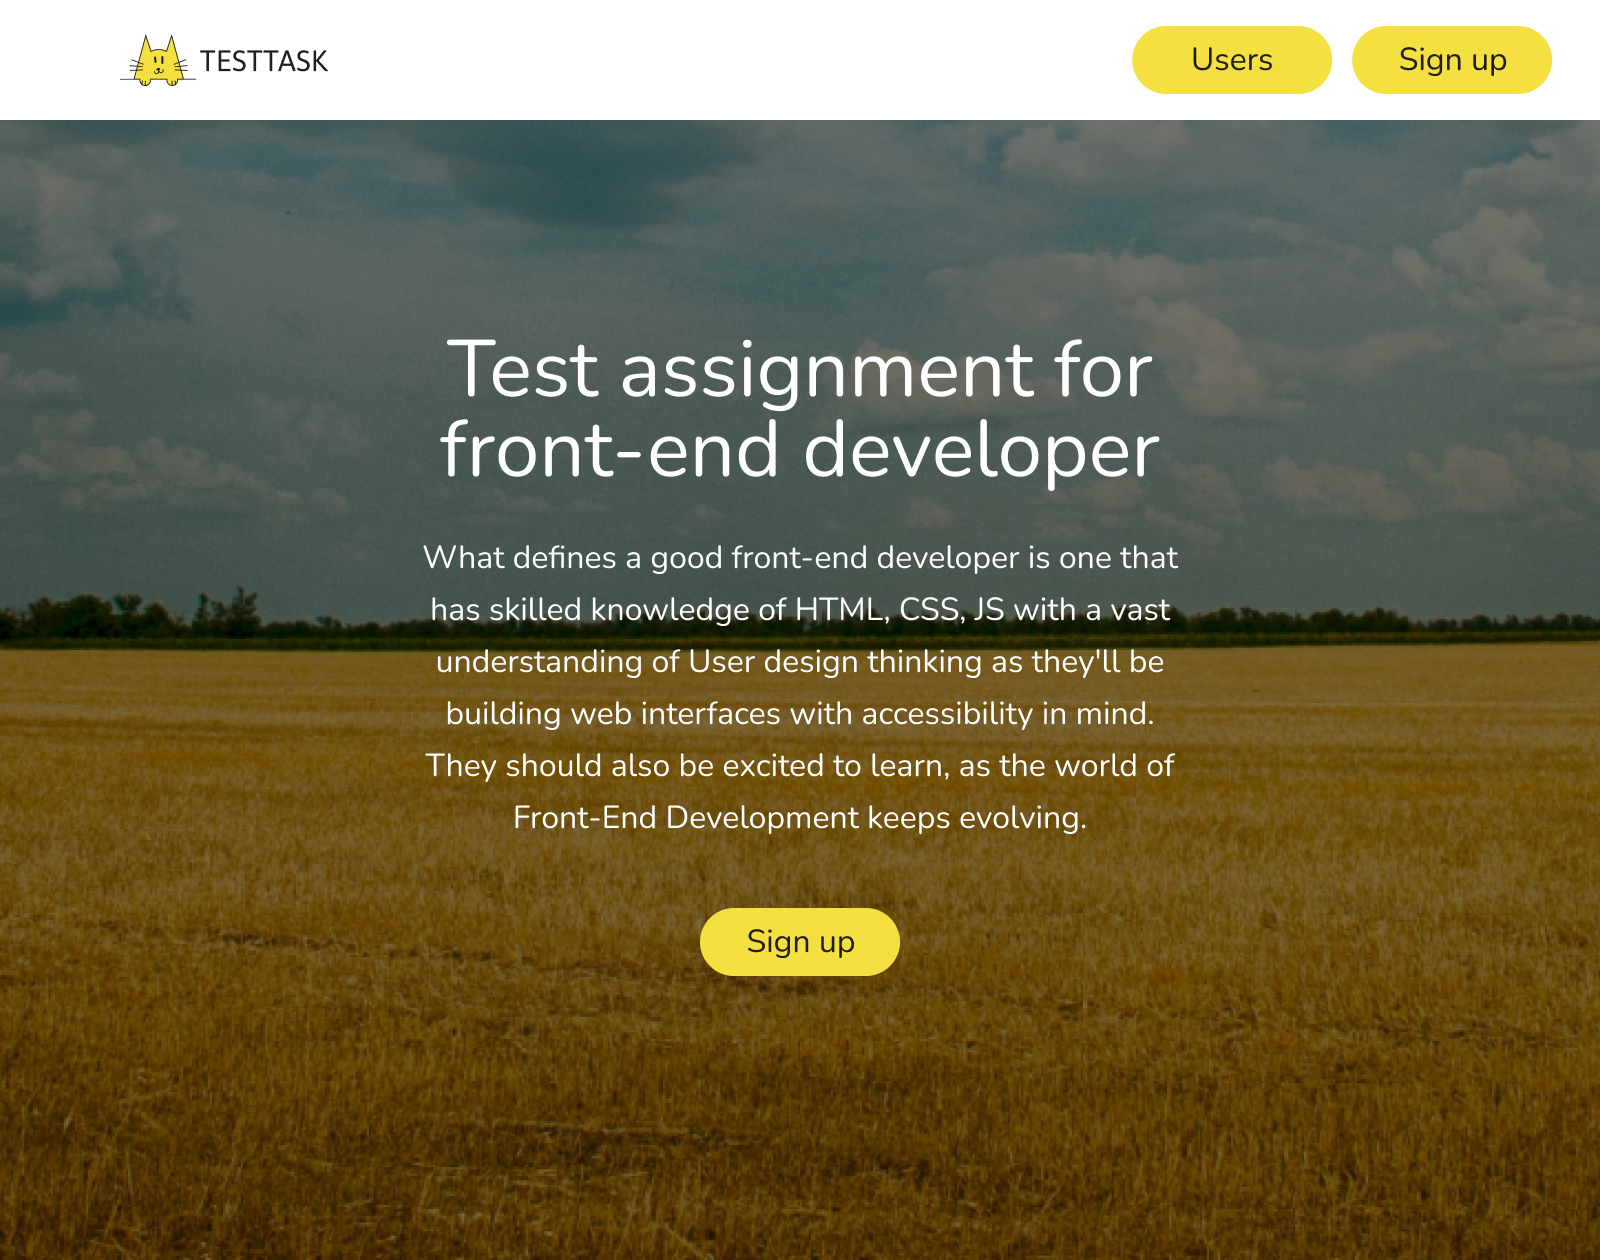 TESTTASK
Users
Sign up
Test assignment for
front-end developer
What defines a good front-end developer is one that
has skilled knowledge of HTML, CSS, JS with a vast
understanding of User design thinking as they'll be
building web interfaces with accessibility in mind.
They should also be excited to learn, as the world of
Front-End Development keeps evolving.
Sign up